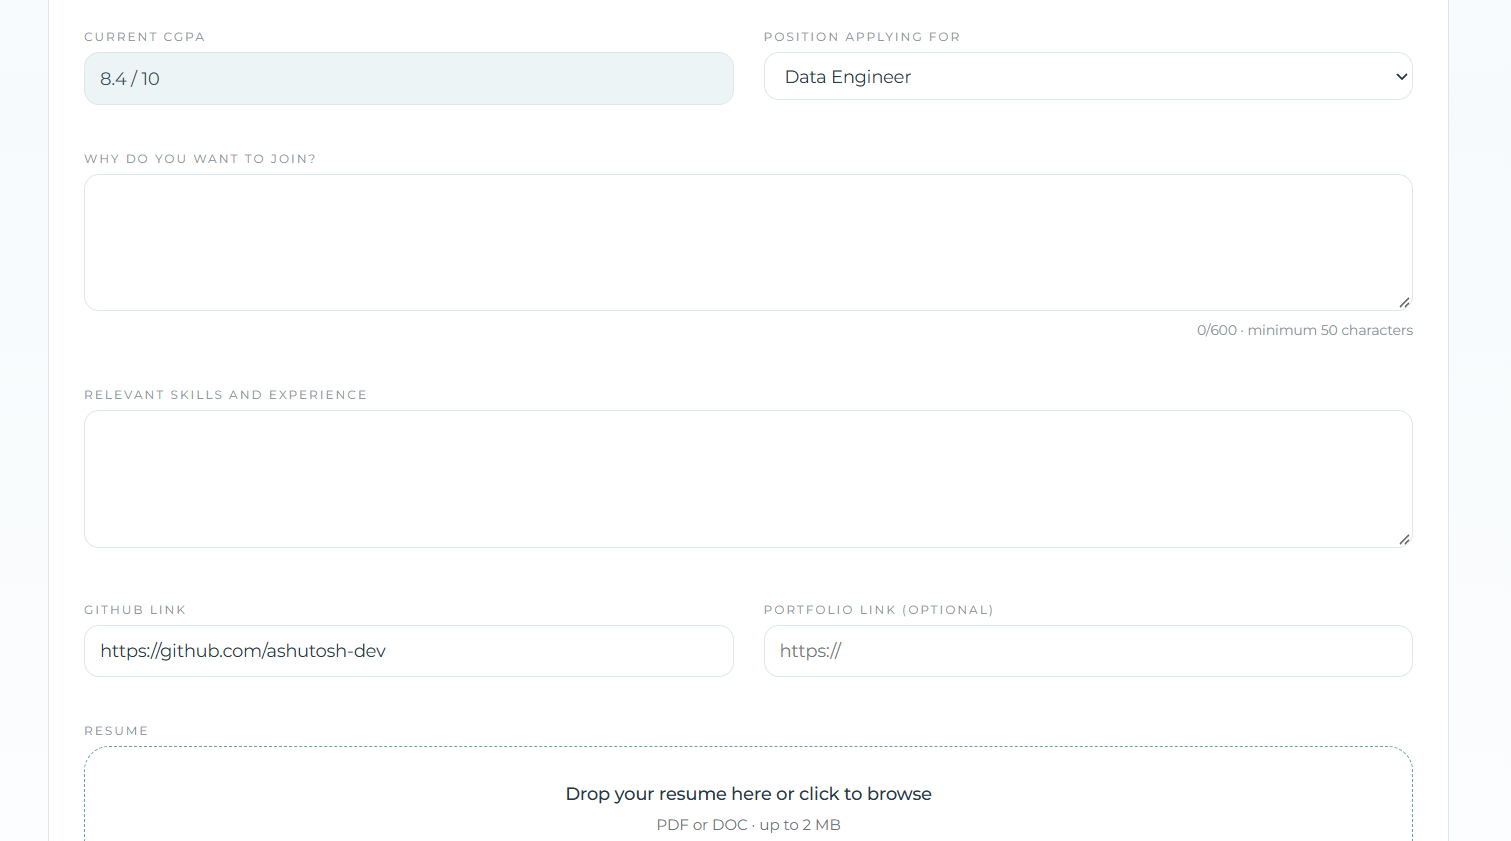 CURRENT CGPA
POSITION APPLYING FOR
8.4 / 10
Data Engineer
WHY DO YOU WANT TO JOIN?
0/600 · minimum 50 characters
RELEVANT SKILLS AND EXPERIENCE
GITHUB LINK
PORTFOLIO LINK (OPTIONAL)
https://github.com/ashutosh-dev
https://
RESUME
Drop your resume here or click to browse
PDF or DOC · up to 2 MB